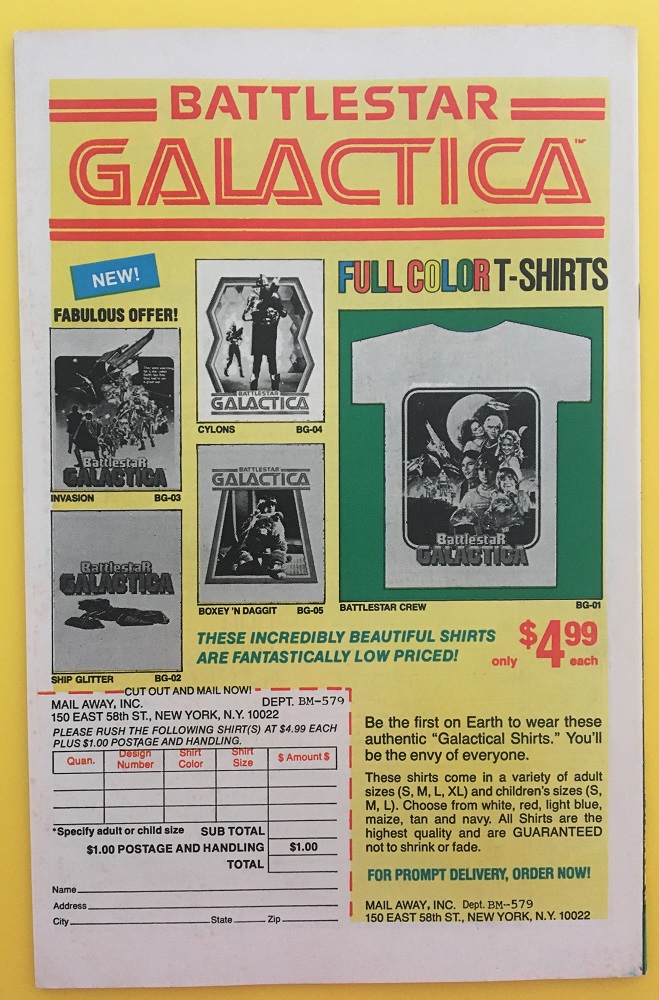 BATTLESTAR
GALACTICA™
NEW!
FABULOUS OFFER!
FULL COLOR T-SHIRTS
BattlestaR
GALACTICA
INVASION BG-03
BATTLESTAR
GALACTICA
CYLONS BG-04
BATTLESTAR
GALACTICA
BOXEY 'N DAGGIT BG-05
BattlestaR
GALACTICA
SHIP GLITTER BG-02
BattlestaR
GALACTICA
BATTLESTAR CREW BG-01
THESE INCREDIBLY BEAUTIFUL SHIRTS
ARE FANTASTICALLY LOW PRICED!
only $4.99 each
CUT OUT AND MAIL NOW!
MAIL AWAY, INC. DEPT. BM-579
150 EAST 58th ST., NEW YORK, N.Y. 10022
PLEASE RUSH THE FOLLOWING SHIRT(S) AT $4.99 EACH
PLUS $1.00 POSTAGE AND HANDLING.
Quan. Design Number Shirt Color Shirt Size $ Amount $
*Specify adult or child size SUB TOTAL
$1.00 POSTAGE AND HANDLING $1.00
TOTAL
Name
Address
City State Zip
Be the first on Earth to wear these
authentic "Galactical Shirts." You'll
be the envy of everyone.
These shirts come in a variety of adult
sizes (S, M, L, XL) and children's sizes (S,
M, L). Choose from white, red, light blue,
maize, tan and navy. All Shirts are the
highest quality and are GUARANTEED
not to shrink or fade.
FOR PROMPT DELIVERY, ORDER NOW!
MAIL AWAY, INC. Dept. BM-579
150 EAST 58th ST., NEW YORK, N.Y. 10022